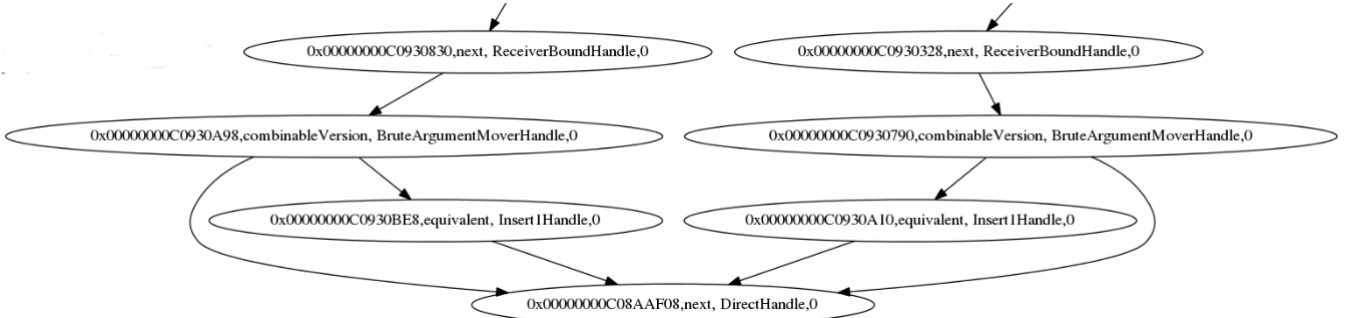 0x00000000C0930830,next, ReceiverBoundHandle,0
0x00000000C0930328,next, ReceiverBoundHandle,0
0x00000000C0930A98,combinableVersion, BruteArgumentMoverHandle,0
0x00000000C0930790,combinableVersion, BruteArgumentMoverHandle,0
0x00000000C0930BE8,equivalent, Insert1Handle,0
0x00000000C0930A10,equivalent, Insert1Handle,0
0x00000000C08AAF08,next, DirectHandle,0